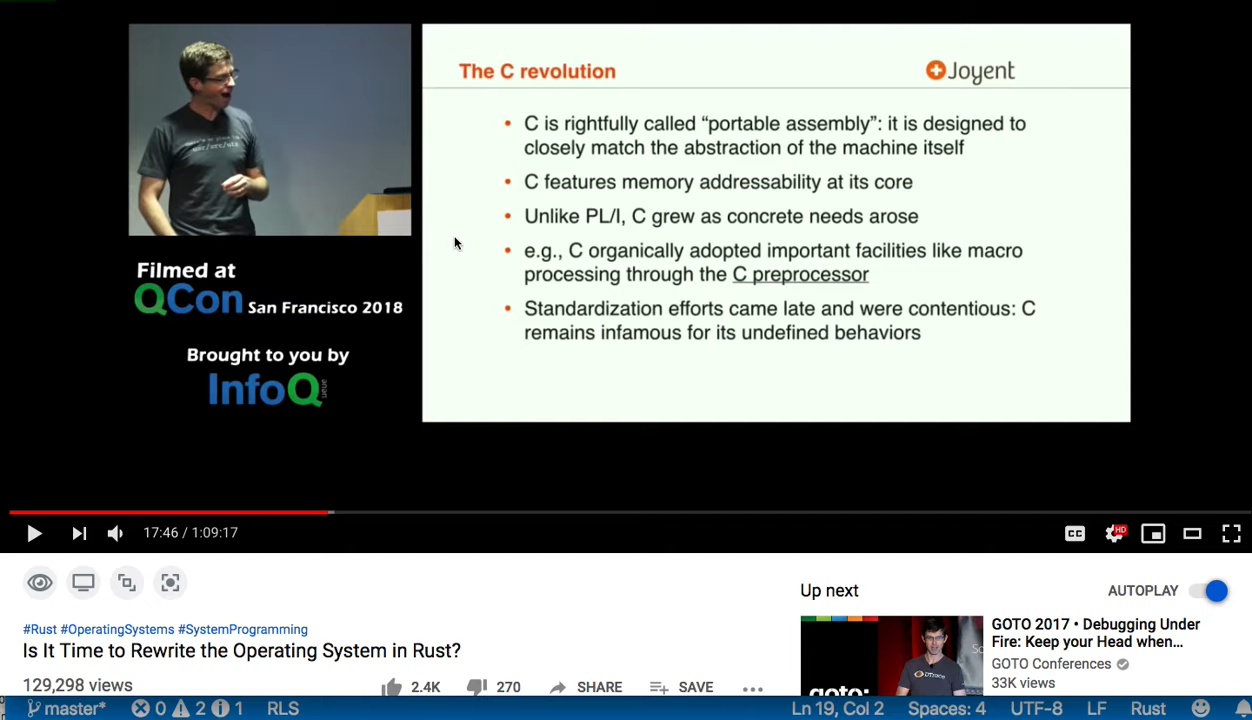 The C revolution
Joyent
• C is rightfully called “portable assembly”: it is designed to
closely match the abstraction of the machine itself
• C features memory addressability at its core
• Unlike PL/I, C grew as concrete needs arose
• e.g., C organically adopted important facilities like macro
processing through the C preprocessor
• Standardization efforts came late and were contentious: C
remains infamous for its undefined behaviors
Filmed at
QCon San Francisco 2018
Brought to you by
InfoQ
ueue
17:46 / 1:09:17
CC
HD
#Rust #OperatingSystems #SystemProgramming
Is It Time to Rewrite the Operating System in Rust?
129,298 views
2.4K
270
SHARE
SAVE
Up next
AUTOPLAY
GOTO 2017 • Debugging Under
Fire: Keep your Head when...
GOTO Conferences
33K views
DTrace
goto;
master*
0
2
1
RLS
Ln 19, Col 2
Spaces: 4
UTF-8
LF
Rust